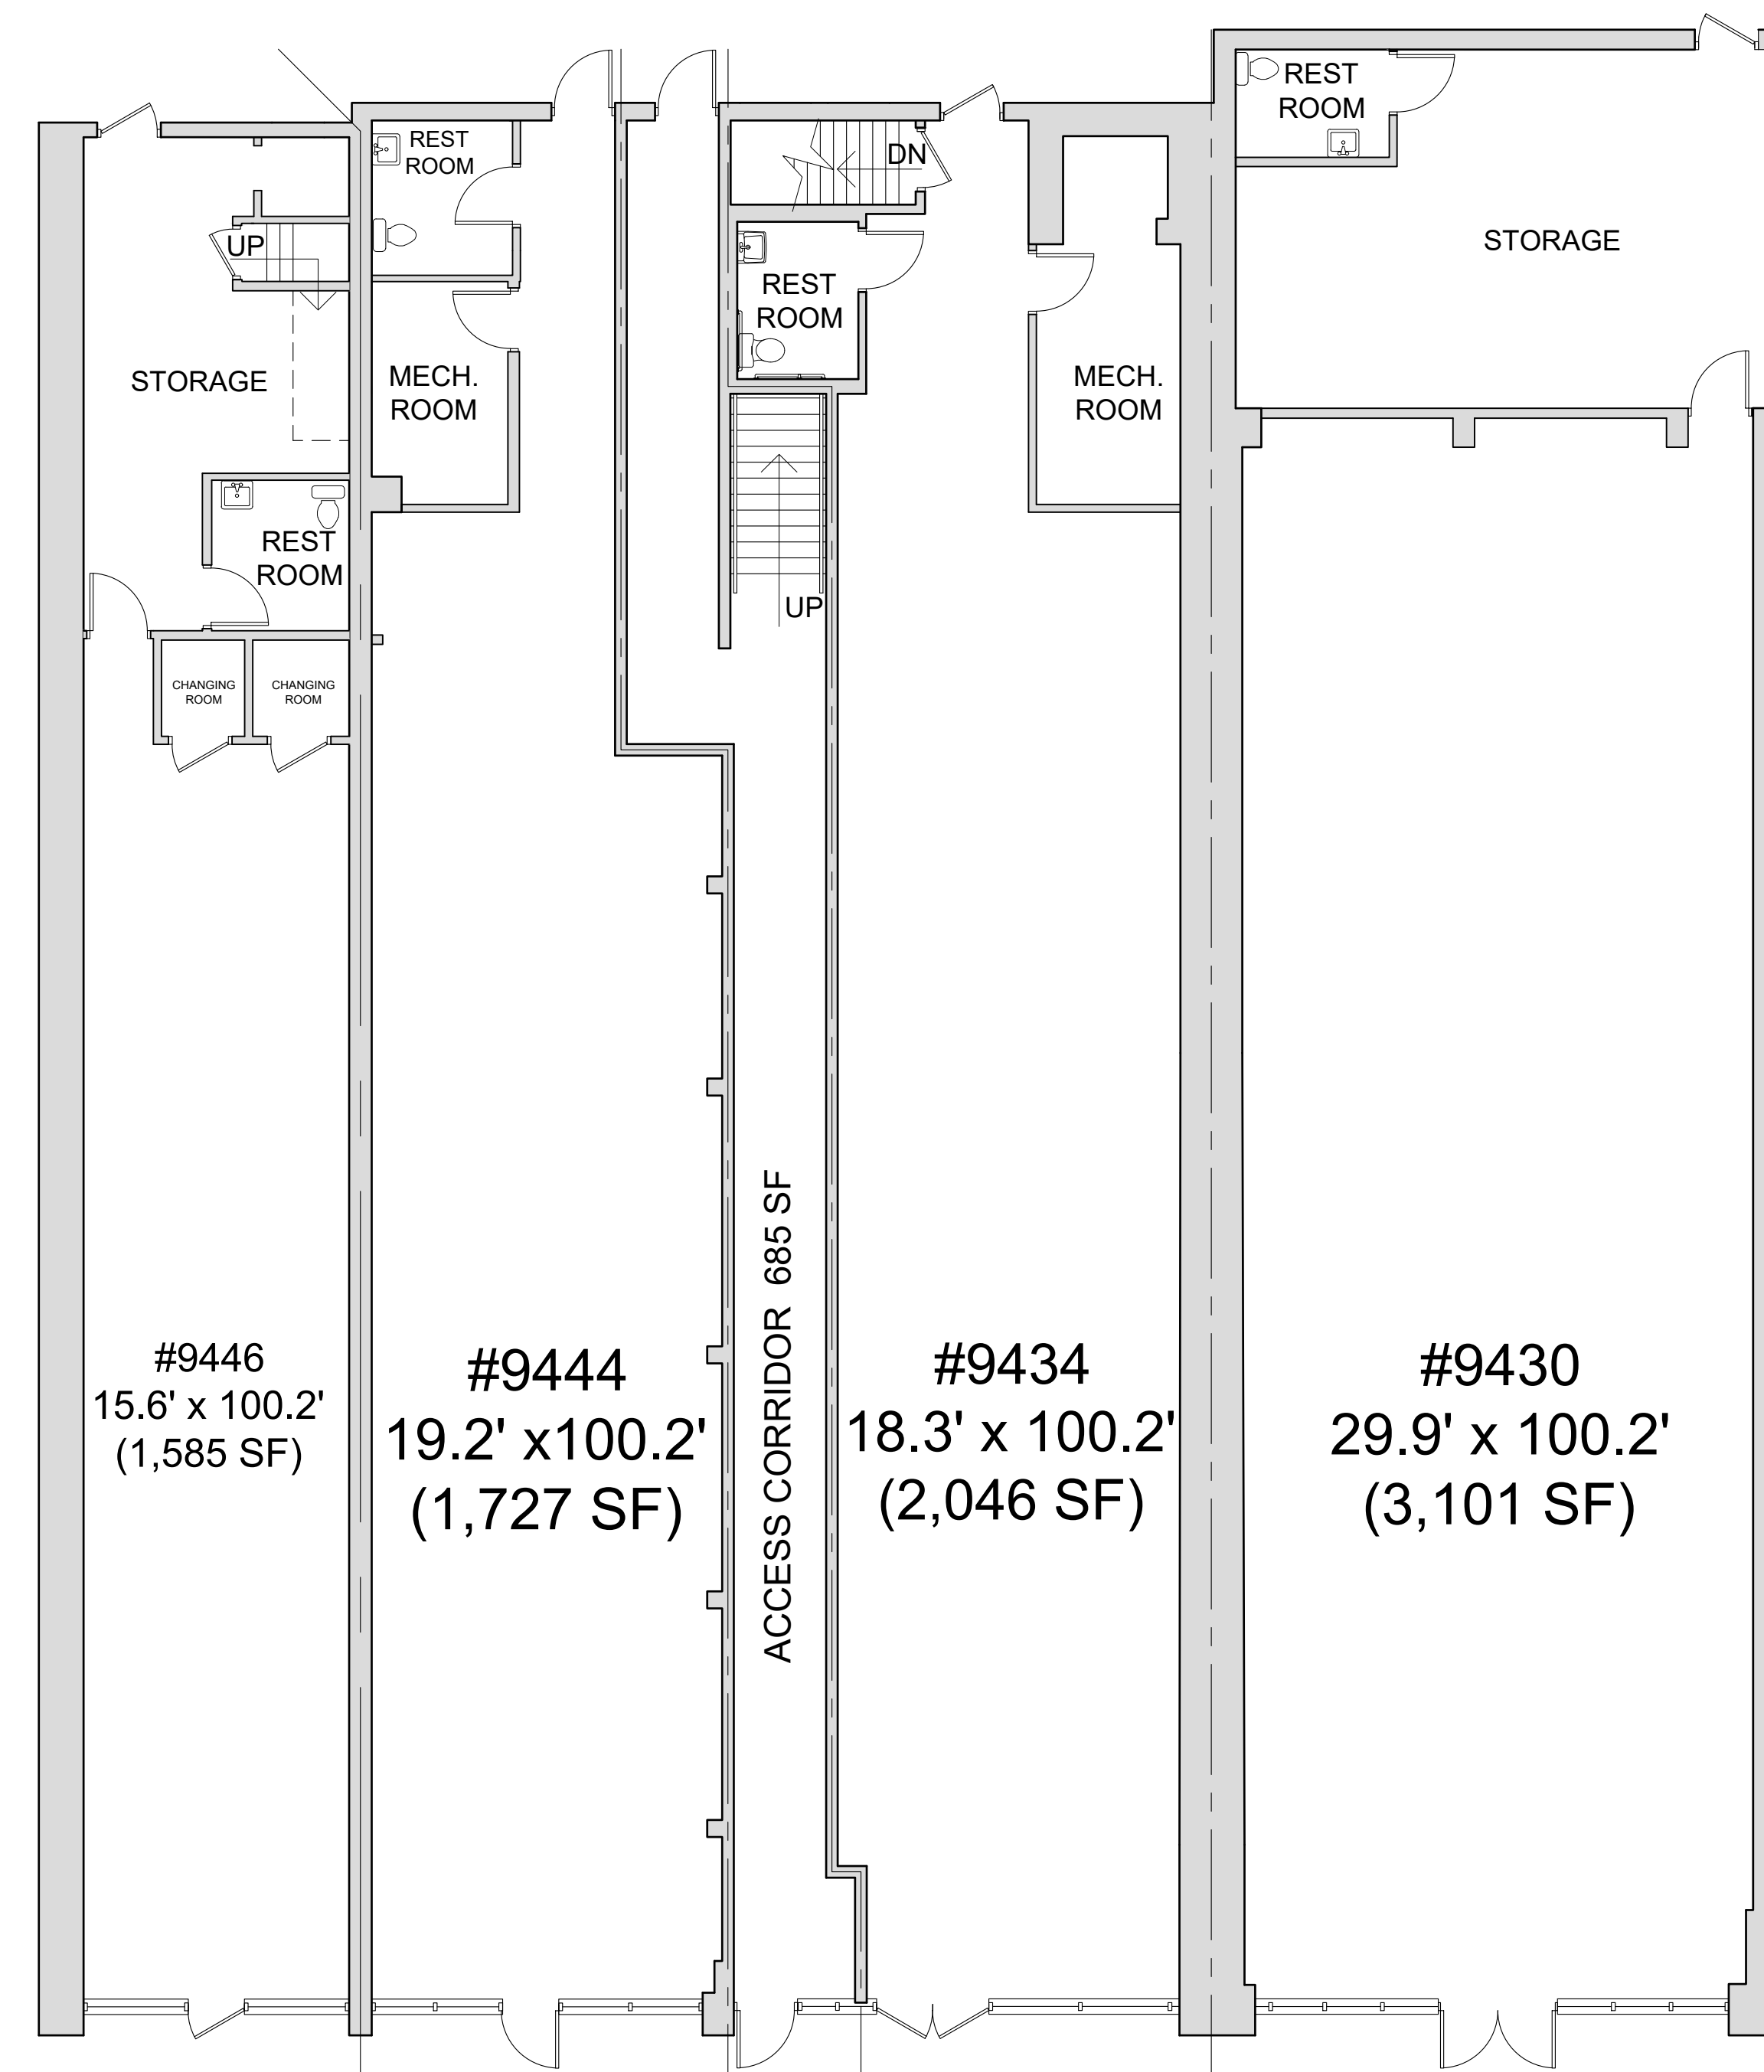 REST
ROOM
REST
ROOM
DN
STORAGE
UP
REST
ROOM
STORAGE
MECH.
ROOM
MECH.
ROOM
REST
ROOM
UP
CHANGING
ROOM
CHANGING
ROOM
ACCESS CORRIDOR 685 SF
#9446
15.6' x 100.2'
(1,585 SF)
#9444
19.2' x100.2'
(1,727 SF)
#9434
18.3' x 100.2'
(2,046 SF)
#9430
29.9' x 100.2'
(3,101 SF)